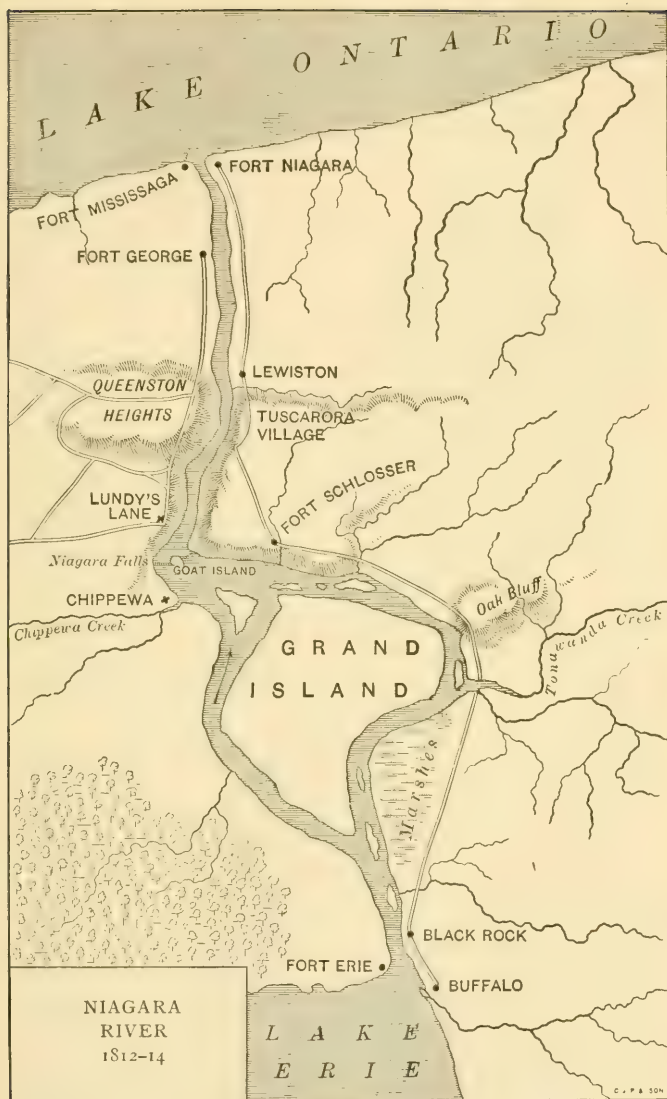 LAKE ONTARIO
FORT MISSISSAGA
FORT NIAGARA
FORT GEORGE
LEWISTON
QUEENSTON
HEIGHTS
TUSCARORA
VILLAGE
FORT SCHLOSSER
LUNDY'S
LANE
Niagara Falls
GOAT ISLAND
CHIPPEWA
Chippewa Creek
Oak Bluff
GRAND
ISLAND
Tonawanda Creek
Marshes
BLACK ROCK
FORT ERIE
BUFFALO
NIAGARA
RIVER
1812–14
LAKE
ERIE
C.J.P & SON